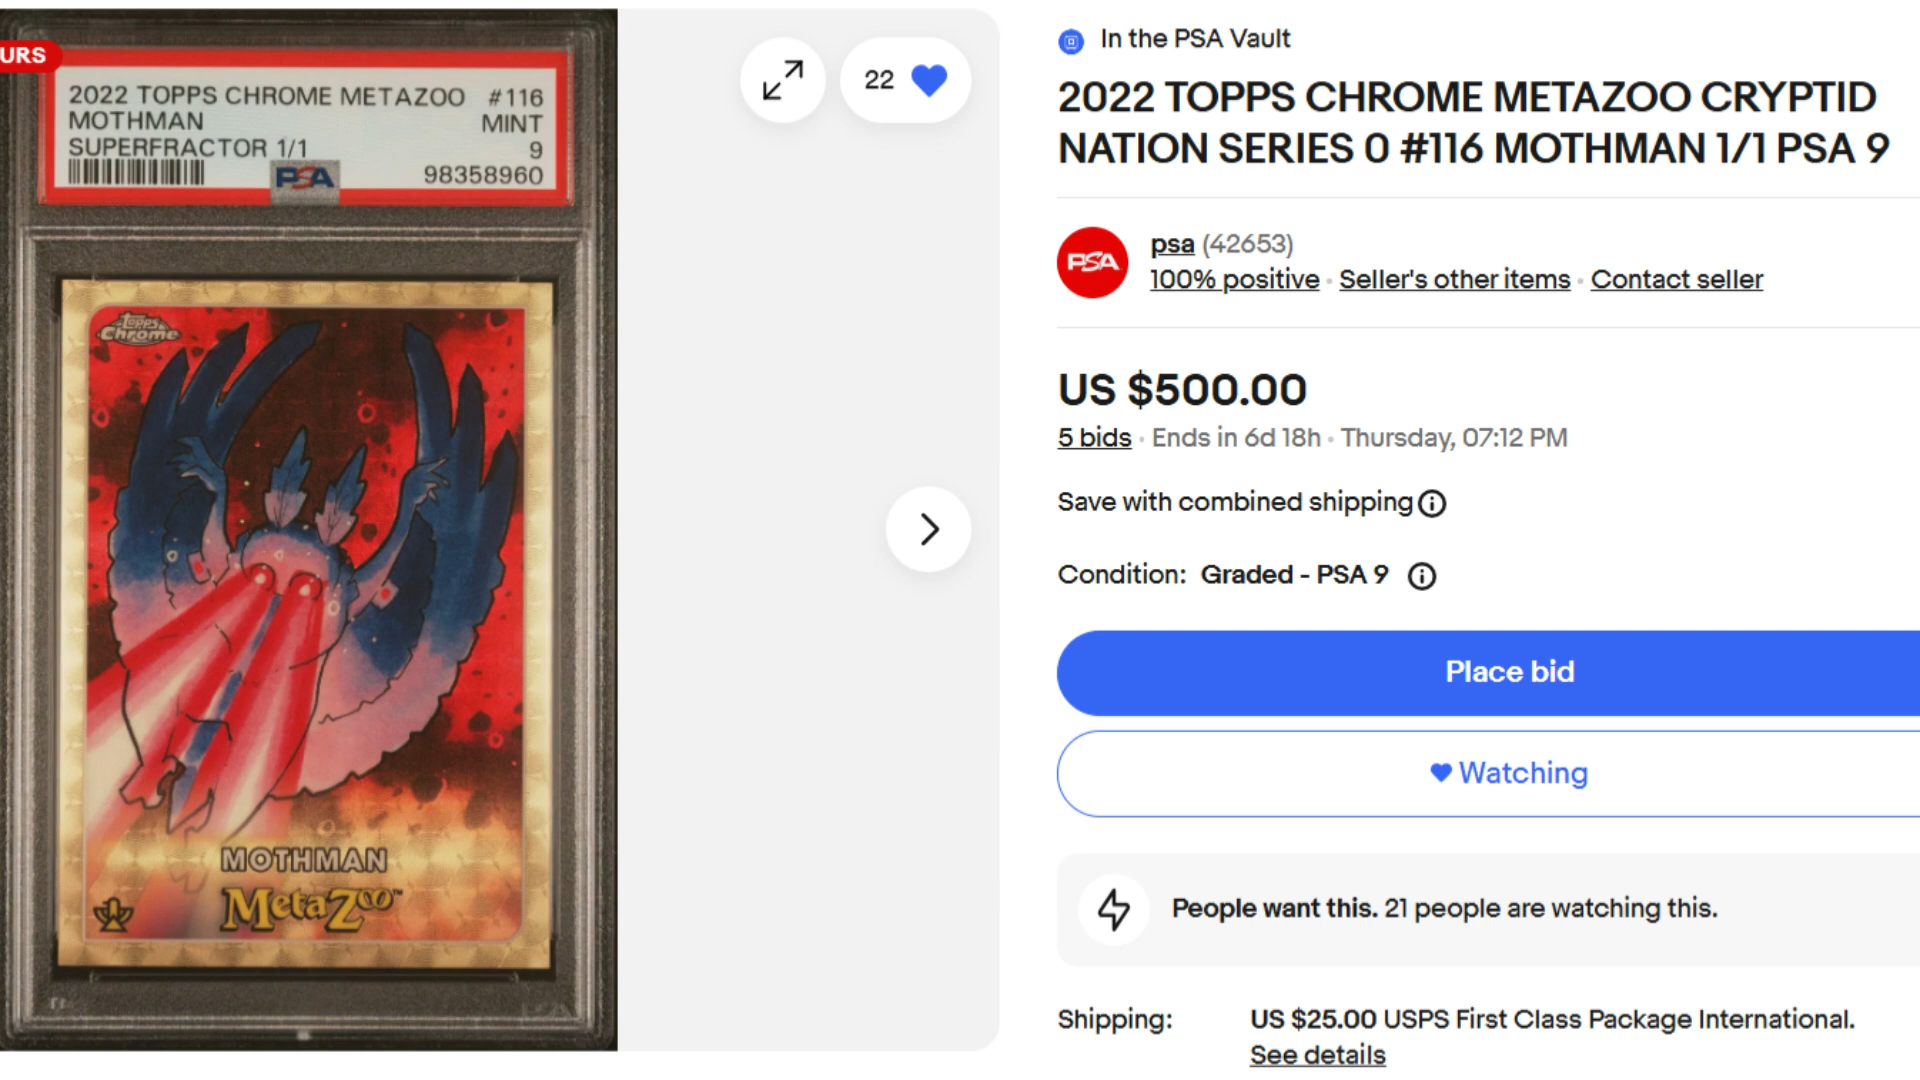 URS
2022 TOPPS CHROME METAZOO #116
MOTHMAN MINT
SUPERFRACTOR 1/1 9
PSA 98358960
Topps
Chrome
MOTHMAN
MetaZoo™
22
In the PSA Vault
2022 TOPPS CHROME METAZOO CRYPTID
NATION SERIES 0 #116 MOTHMAN 1/1 PSA 9
PSA
psa (42653)
100% positive · Seller's other items · Contact seller
US $500.00
5 bids · Ends in 6d 18h · Thursday, 07:12 PM
Save with combined shipping
Condition: Graded - PSA 9
Place bid
Watching
People want this. 21 people are watching this.
Shipping: US $25.00 USPS First Class Package International.
See details